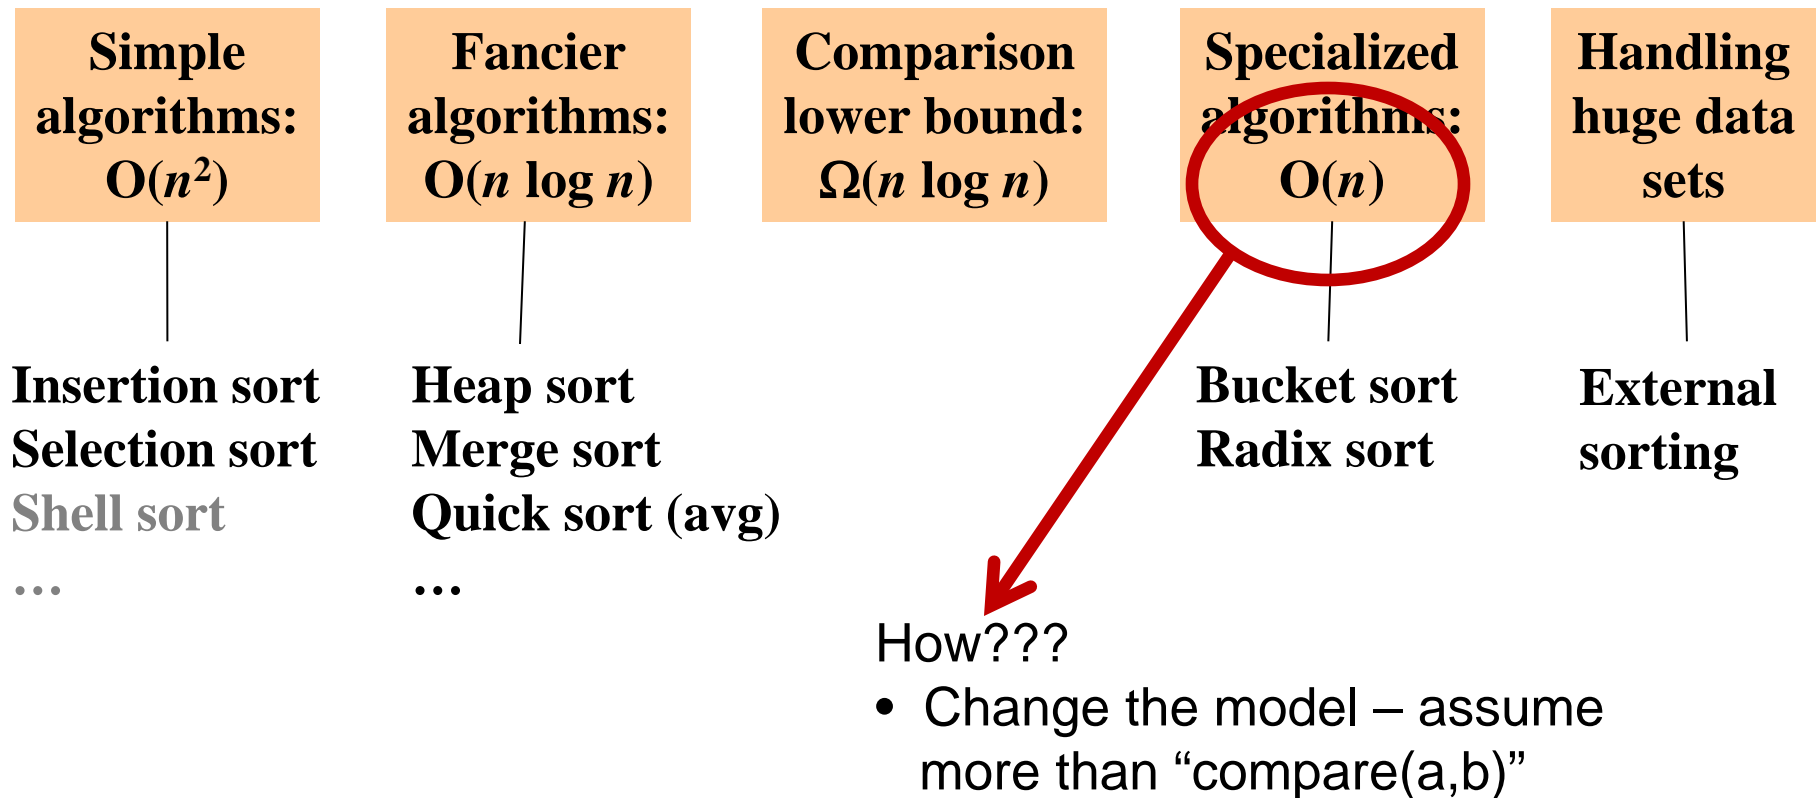 Simple
algorithms:
O(n²)
Fancier
algorithms:
O(n log n)
Comparison
lower bound:
Ω(n log n)
Specialized
algorithms:
O(n)
Handling
huge data
sets
Insertion sort
Selection sort
Shell sort
…
Heap sort
Merge sort
Quick sort (avg)
…
Bucket sort
Radix sort
External
sorting
How???
• Change the model – assume
more than “compare(a,b)”